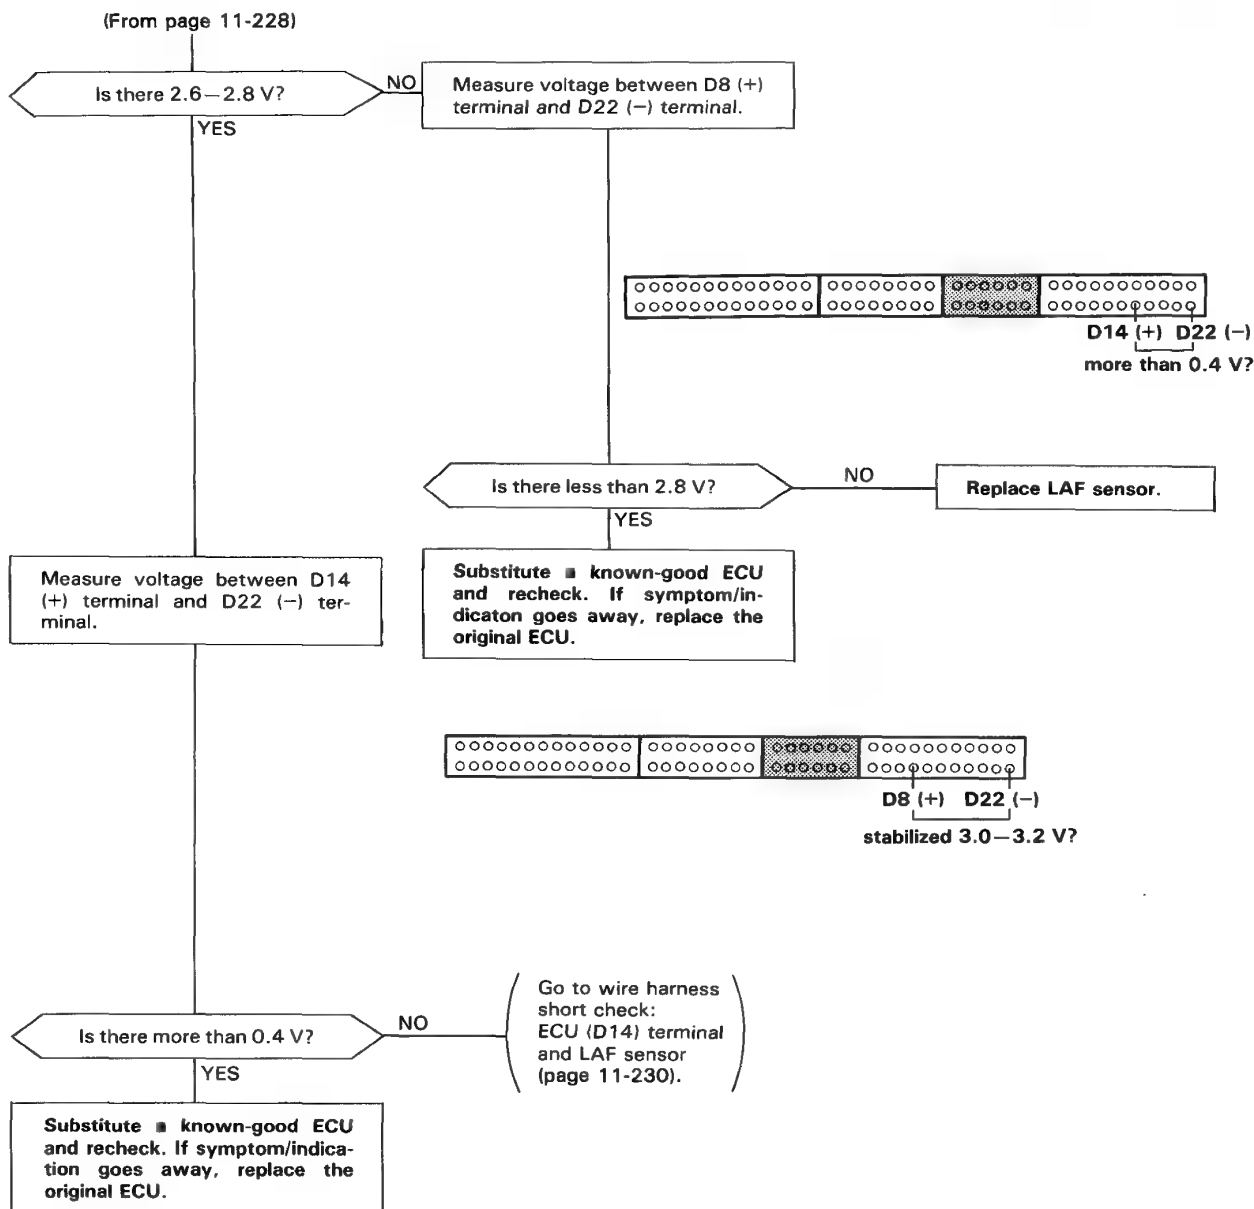 (From page 11-228)
Is there 2.6—2.8 V?
NO
YES
Measure voltage between D8 (+)
terminal and D22 (−) terminal.
D14 (+) D22 (−)
more than 0.4 V?
Is there less than 2.8 V?
NO
YES
Replace LAF sensor.
Substitute a known-good ECU
and recheck. If symptom/in-
dicaton goes away, replace the
original ECU.
Measure voltage between D14
(+) terminal and D22 (−) ter-
minal.
D8 (+) D22 (−)
stabilized 3.0—3.2 V?
Is there more than 0.4 V?
NO
YES
Go to wire harness
short check:
ECU (D14) terminal
and LAF sensor
(page 11-230).
Substitute a known-good ECU
and recheck. If symptom/indica-
tion goes away, replace the
original ECU.